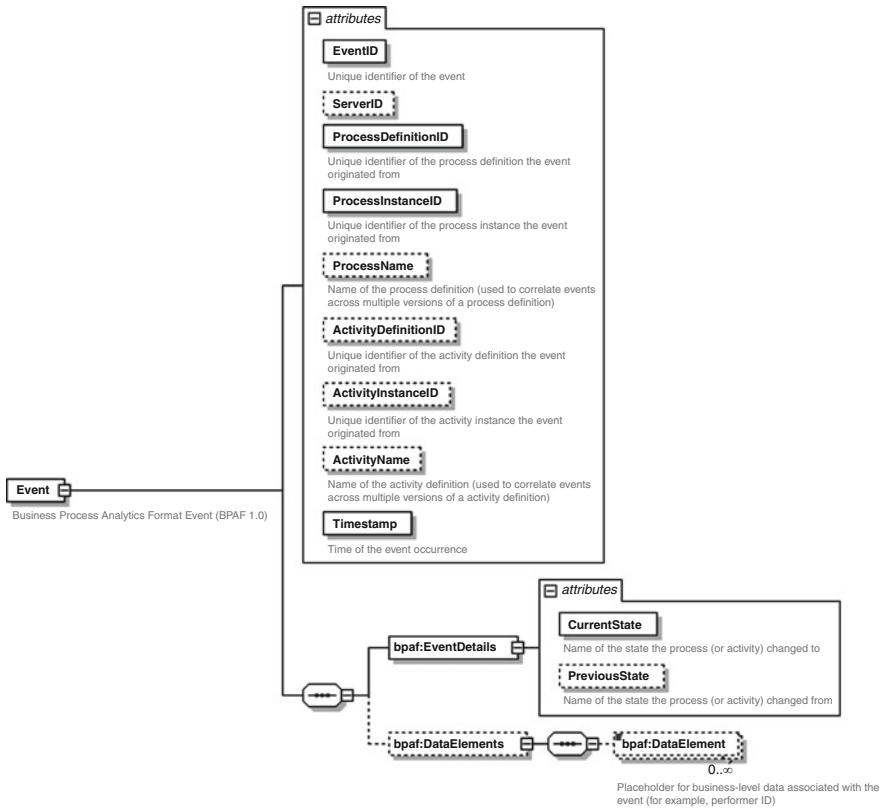 attributes
EventID
Unique identifier of the event
ServerID
ProcessDefinitionID
Unique identifier of the process definition the event
originated from
ProcessInstanceID
Unique identifier of the process instance the event
originated from
ProcessName
Name of the process definition (used to correlate events
across multiple versions of a process definition)
ActivityDefinitionID
Unique identifier of the activity definition the event
originated from
ActivityInstanceID
Unique identifier of the activity instance the event
originated from
ActivityName
Name of the activity definition (used to correlate events
across multiple versions of a activity definition)
Timestamp
Time of the event occurrence
Event
Business Process Analytics Format Event (BPAF 1.0)
attributes
CurrentState
Name of the state the process (or activity) changed to
PreviousState
Name of the state the process (or activity) changed from
bpaf:EventDetails
bpaf:DataElements
bpaf:DataElement
0..∞
Placeholder for business-level data associated with the
event (for example, performer ID)